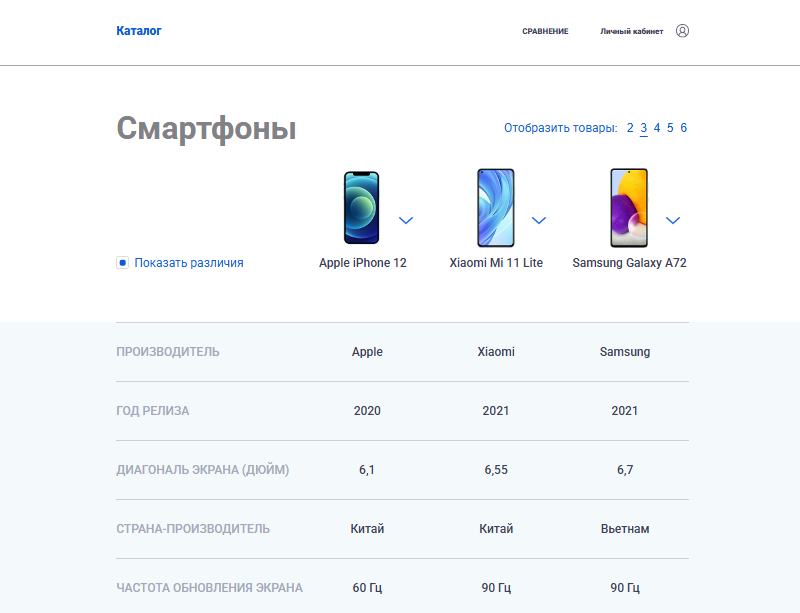 Каталог СРАВНЕНИЕ Личный кабинет
Смартфоны Отобразить товары: 2 3 4 5 6
Показать различия Apple iPhone 12 Xiaomi Mi 11 Lite Samsung Galaxy A72
ПРОИЗВОДИТЕЛЬ Apple Xiaomi Samsung
ГОД РЕЛИЗА 2020 2021 2021
ДИАГОНАЛЬ ЭКРАНА (ДЮЙМ) 6,1 6,55 6,7
СТРАНА-ПРОИЗВОДИТЕЛЬ Китай Китай Вьетнам
ЧАСТОТА ОБНОВЛЕНИЯ ЭКРАНА 60 Гц 90 Гц 90 Гц